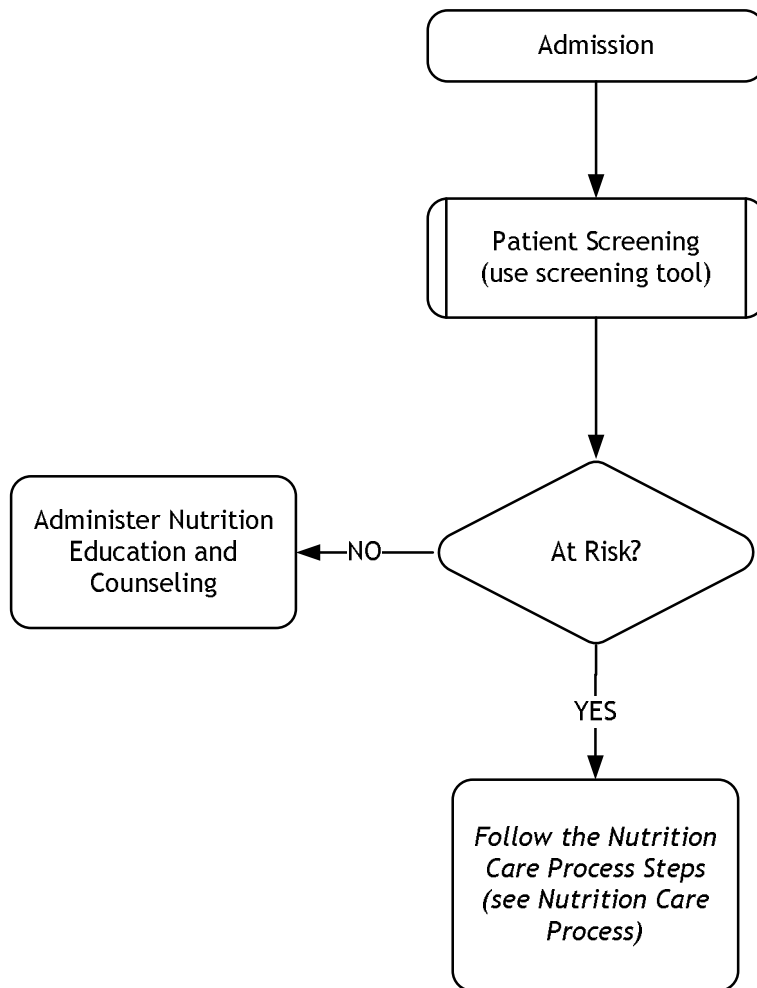 Admission
Patient Screening
(use screening tool)
Administer Nutrition
Education and
Counseling
NO
At Risk?
YES
Follow the Nutrition
Care Process Steps
(see Nutrition Care
Process)